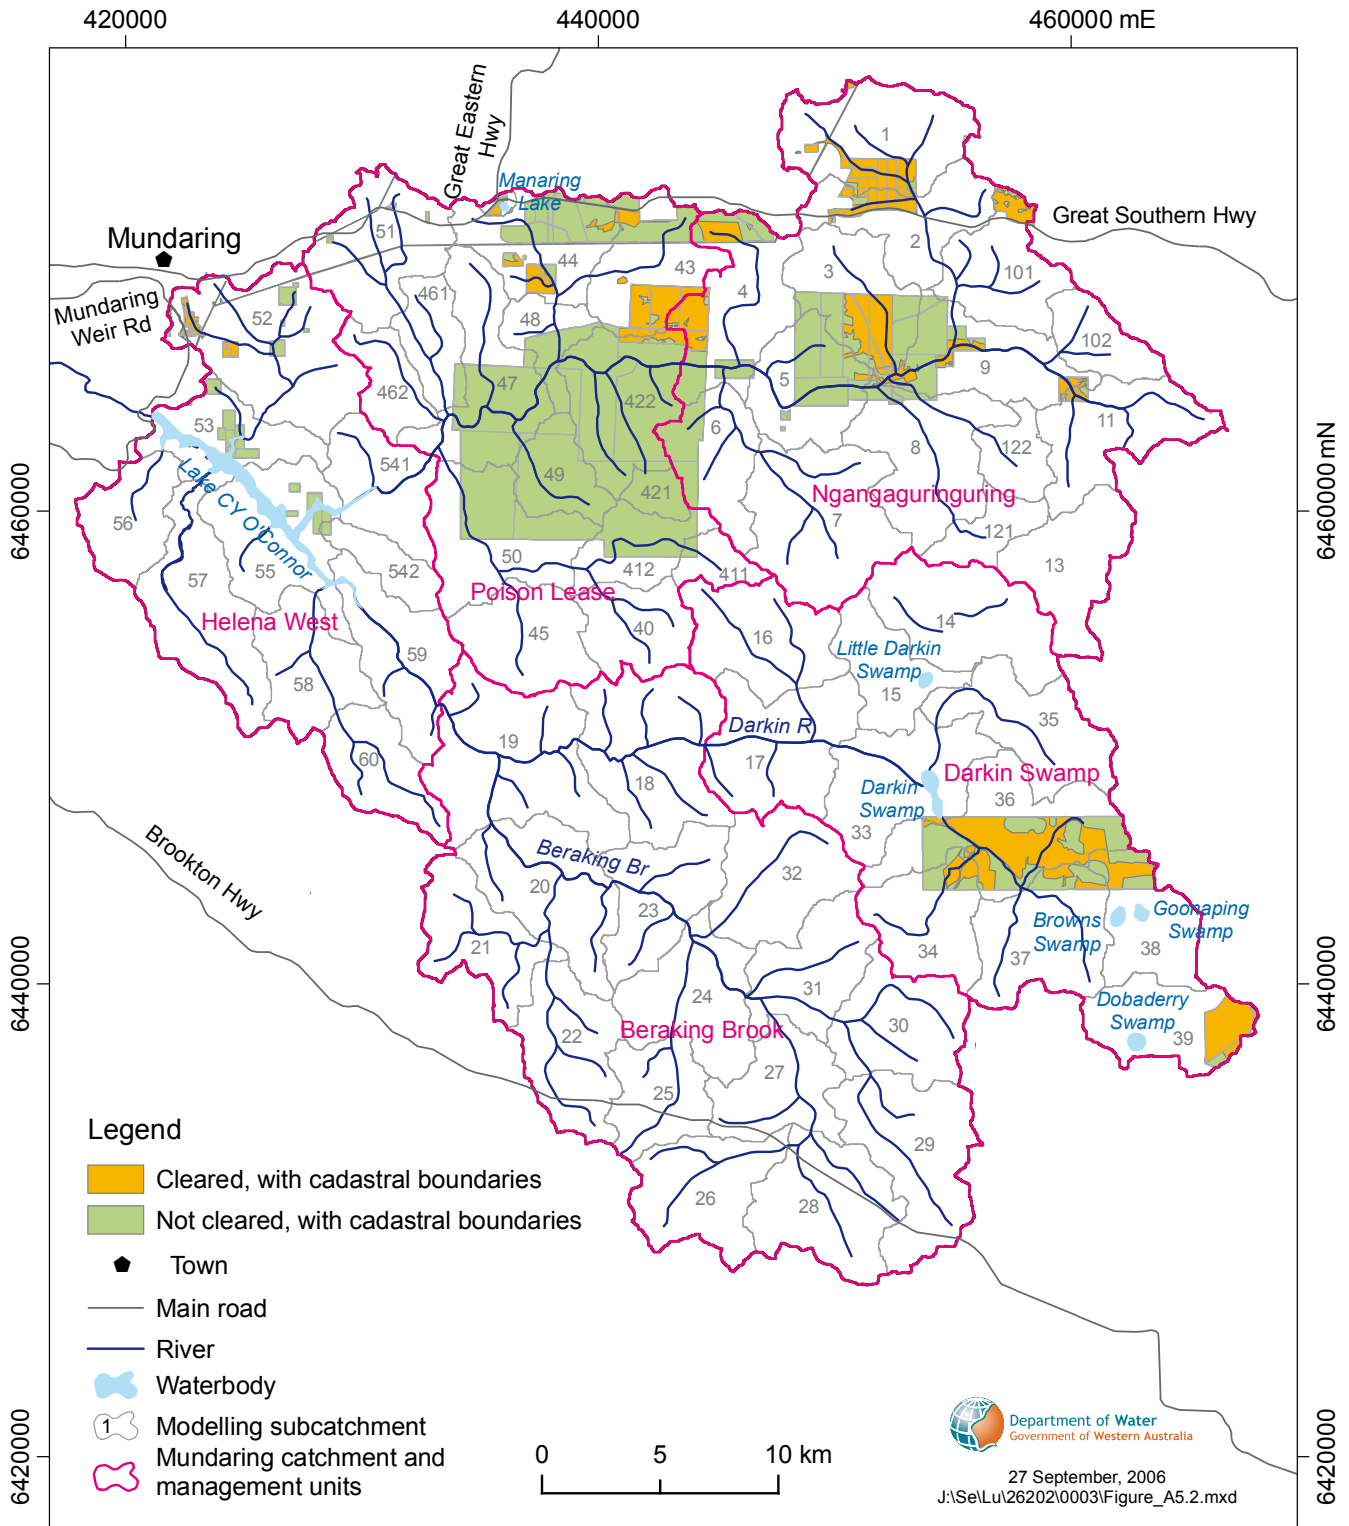 420000
440000
460000 mE
Great Eastern
Hwy
1
Manaring
Lake
Great Southern Hwy
Mundaring
51
2
44
43
3
101
4
461
Mundaring
Weir Rd
52
48
102
9
5
47
462
422
53
6
11
8
122
541
49
421
Ngangaguringuring
Lake CY O'Connor
56
7
121
6460000
6460000 mN
50
13
55
57
542
412
411
Poison Lease
Helena West
14
45
40
16
Little Darkin
Swamp
59
58
15
35
Darkin R
19
60
17
Darkin Swamp
18
Darkin
Swamp
36
33
Brookton Hwy
Beraking Br
32
20
23
Goonaping
Swamp
Browns
Swamp
21
34
37
38
6440000
6440000
31
24
Dobaderry
Swamp
30
Beraking Brook
22
39
27
25
29
26
28
Legend
Cleared, with cadastral boundaries
Not cleared, with cadastral boundaries
Town
Main road
River
Waterbody
1
Modelling subcatchment
Mundaring catchment and
management units
0
5
10 km
Department of Water
Government of Western Australia
27 September, 2006
J:\Se\Lu\26202\0003\Figure_A5.2.mxd
6420000
6420000